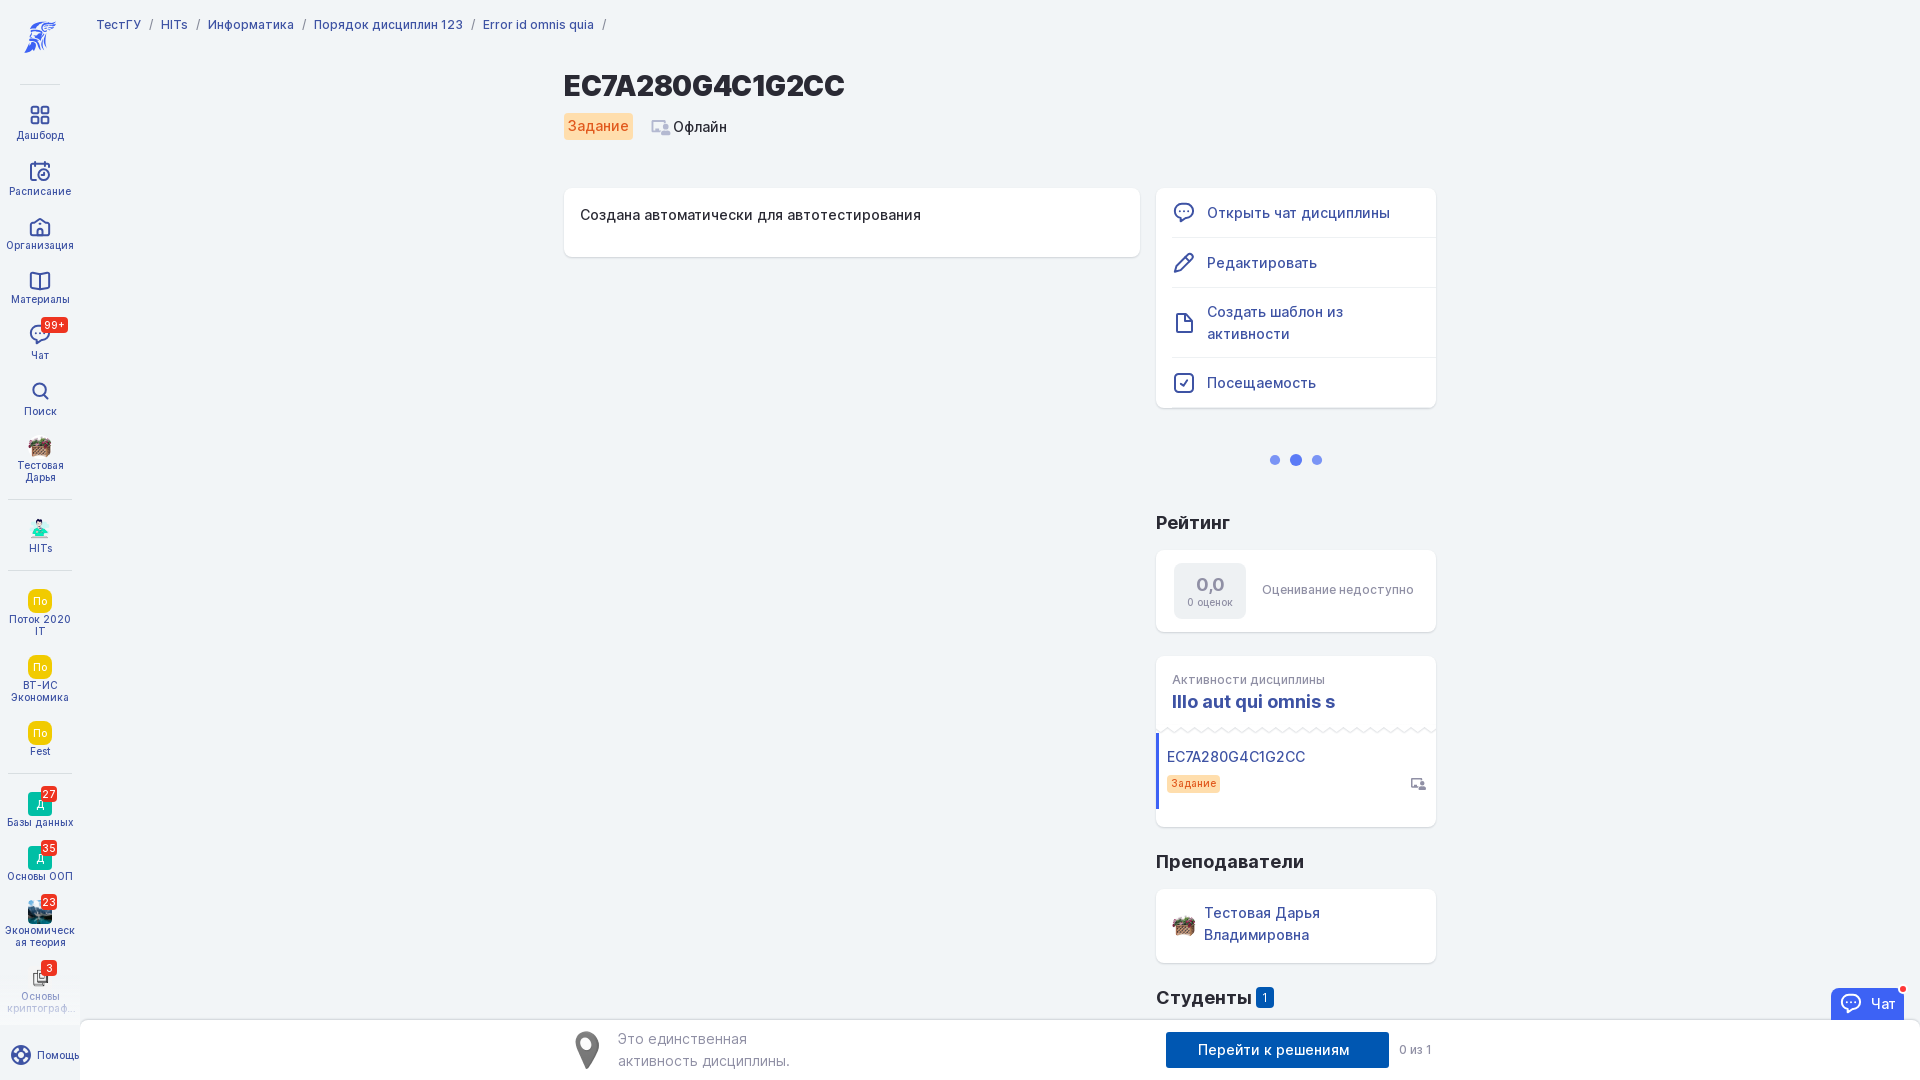 ТестГУ / HITs / Информатика / Порядок дисциплин 123 / Error id omnis quia /
EC7A280G4C1G2CC
Задание
Офлайн
Создана автоматически для автотестирования
Открыть чат дисциплины
Редактировать
Создать шаблон из
активности
Посещаемость
Рейтинг
0,0
0 оценок
Оценивание недоступно
Активности дисциплины
Illo aut qui omnis s
EC7A280G4C1G2CC
Задание
Преподаватели
Тестовая Дарья
Владимировна
Студенты 1
Дашборд
Расписание
Организация
Материалы
99+
Чат
Поиск
Тестовая
Дарья
HITs
По
Поток 2020
IT
По
ВТ-ИС
Экономика
По
Fest
27
Д
Базы данных
35
Д
Основы ООП
23
Экономическ
ая теория
3
Основы
криптограф...
Помощь
Это единственная
активность дисциплины.
Перейти к решениям
0 из 1
Чат